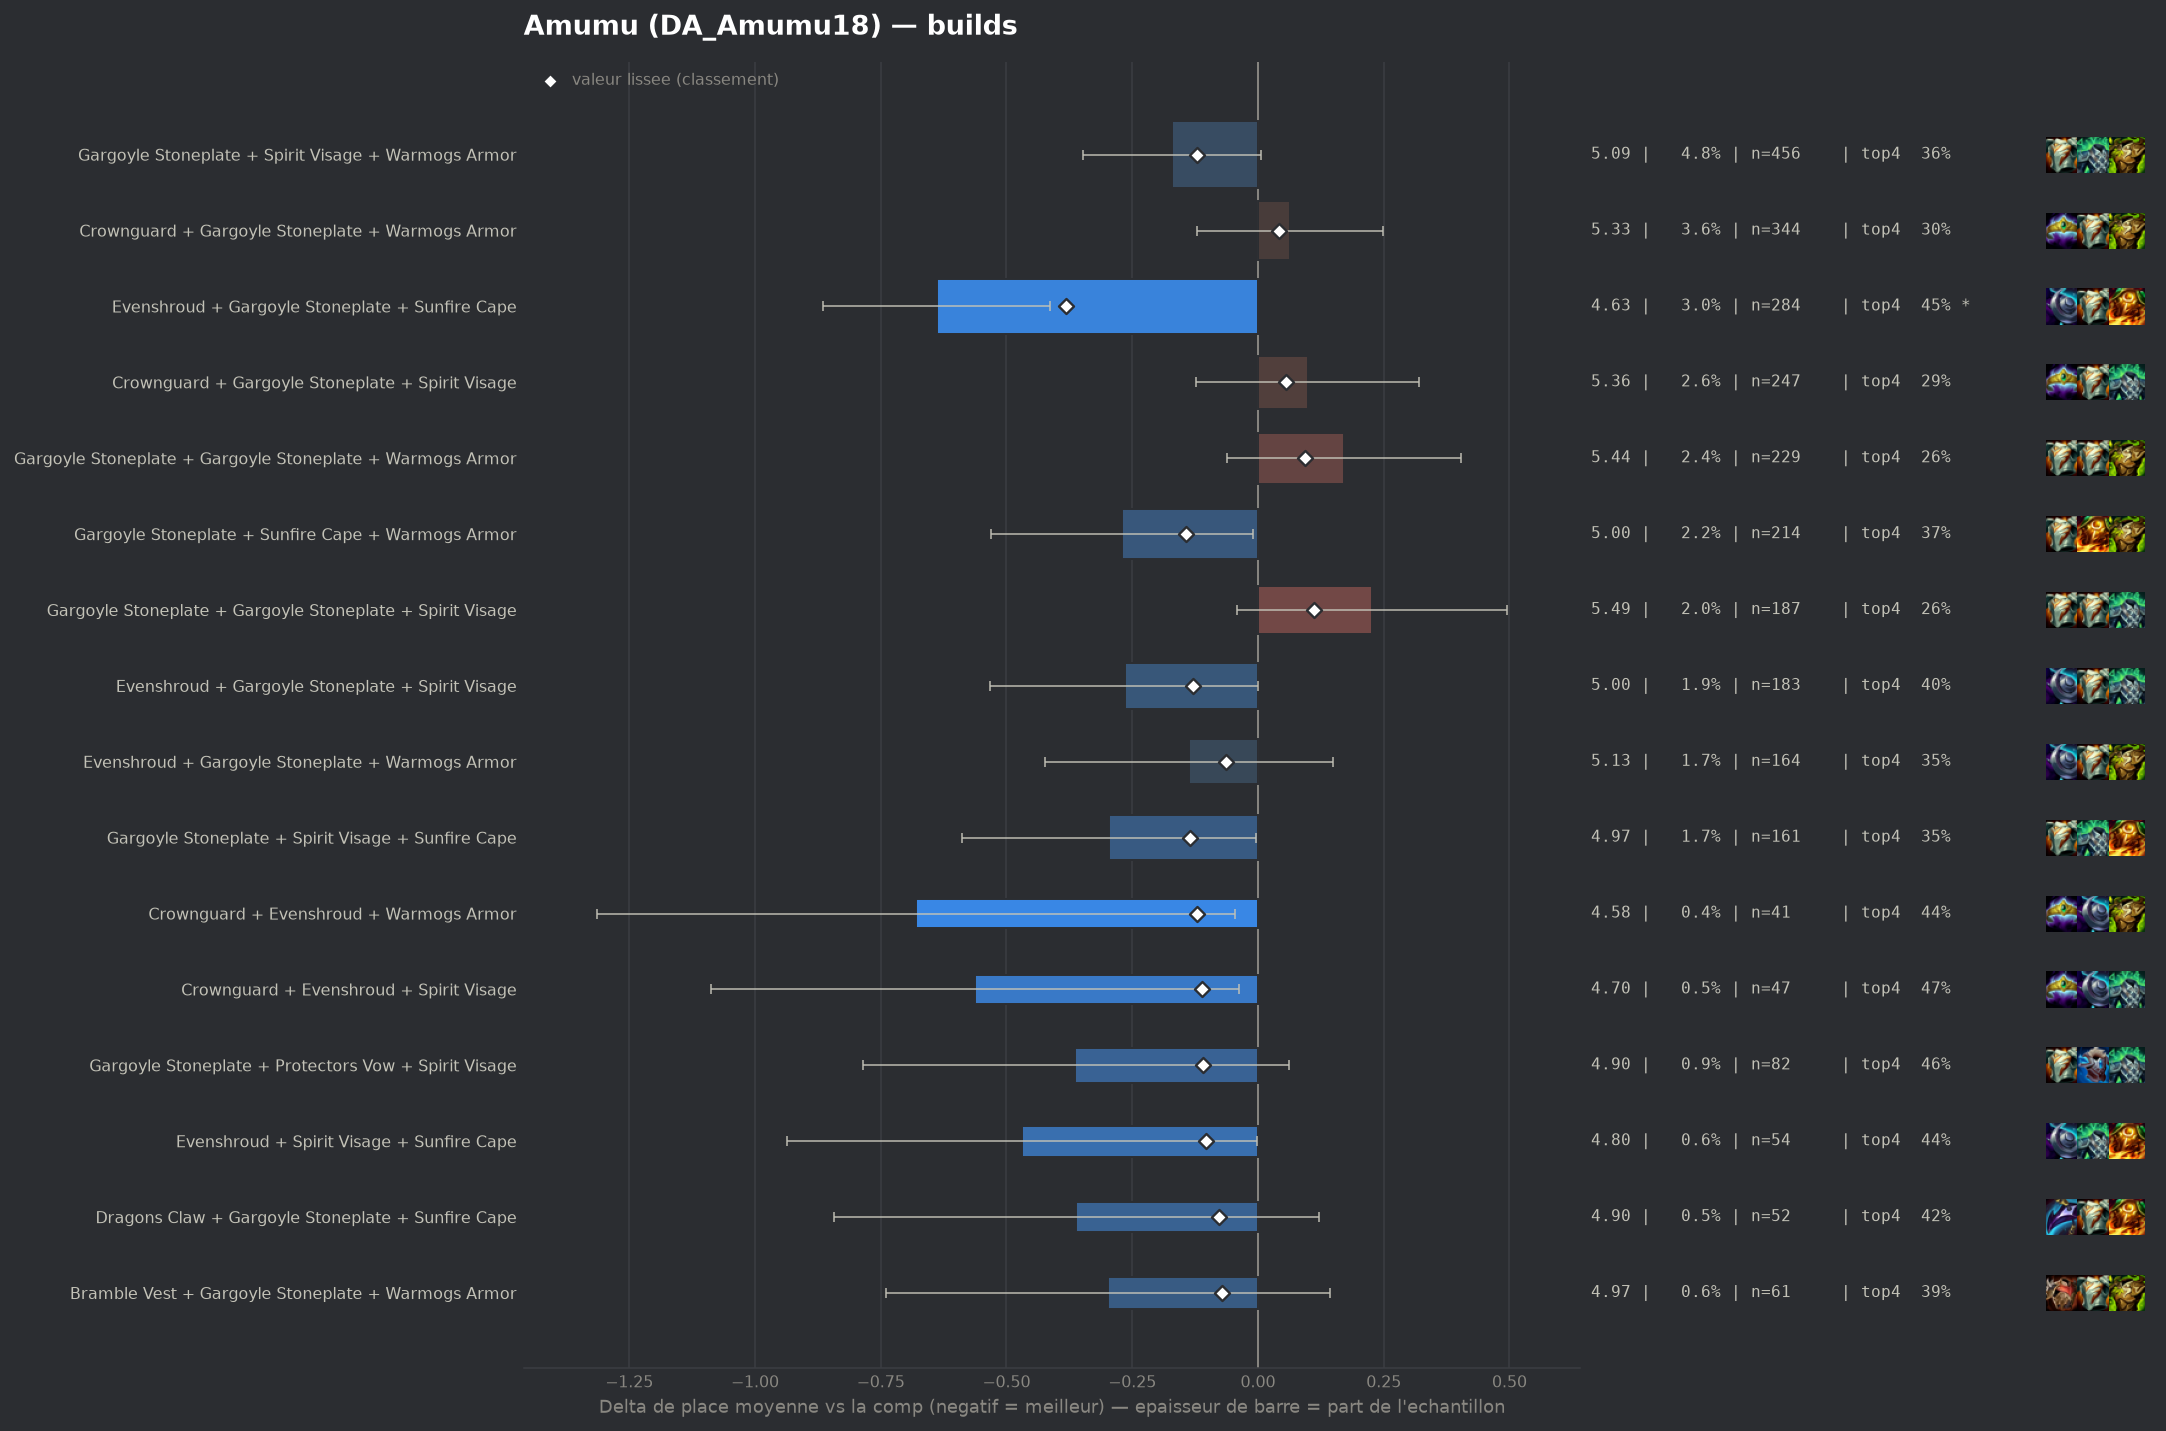 Amumu (DA_Amumu18) — builds
valeur lissee (classement)
Gargoyle Stoneplate + Spirit Visage + Warmogs Armor 5.09 | 4.8% | n=456 | top4 36%
Crownguard + Gargoyle Stoneplate + Warmogs Armor 5.33 | 3.6% | n=344 | top4 30%
Evenshroud + Gargoyle Stoneplate + Sunfire Cape 4.63 | 3.0% | n=284 | top4 45% *
Crownguard + Gargoyle Stoneplate + Spirit Visage 5.36 | 2.6% | n=247 | top4 29%
Gargoyle Stoneplate + Gargoyle Stoneplate + Warmogs Armor 5.44 | 2.4% | n=229 | top4 26%
Gargoyle Stoneplate + Sunfire Cape + Warmogs Armor 5.00 | 2.2% | n=214 | top4 37%
Gargoyle Stoneplate + Gargoyle Stoneplate + Spirit Visage 5.49 | 2.0% | n=187 | top4 26%
Evenshroud + Gargoyle Stoneplate + Spirit Visage 5.00 | 1.9% | n=183 | top4 40%
Evenshroud + Gargoyle Stoneplate + Warmogs Armor 5.13 | 1.7% | n=164 | top4 35%
Gargoyle Stoneplate + Spirit Visage + Sunfire Cape 4.97 | 1.7% | n=161 | top4 35%
Crownguard + Evenshroud + Warmogs Armor 4.58 | 0.4% | n=41 | top4 44%
Crownguard + Evenshroud + Spirit Visage 4.70 | 0.5% | n=47 | top4 47%
Gargoyle Stoneplate + Protectors Vow + Spirit Visage 4.90 | 0.9% | n=82 | top4 46%
Evenshroud + Spirit Visage + Sunfire Cape 4.80 | 0.6% | n=54 | top4 44%
Dragons Claw + Gargoyle Stoneplate + Sunfire Cape 4.90 | 0.5% | n=52 | top4 42%
Bramble Vest + Gargoyle Stoneplate + Warmogs Armor 4.97 | 0.6% | n=61 | top4 39%
−1.25 −1.00 −0.75 −0.50 −0.25 0.00 0.25 0.50
Delta de place moyenne vs la comp (negatif = meilleur) — epaisseur de barre = part de l'echantillon